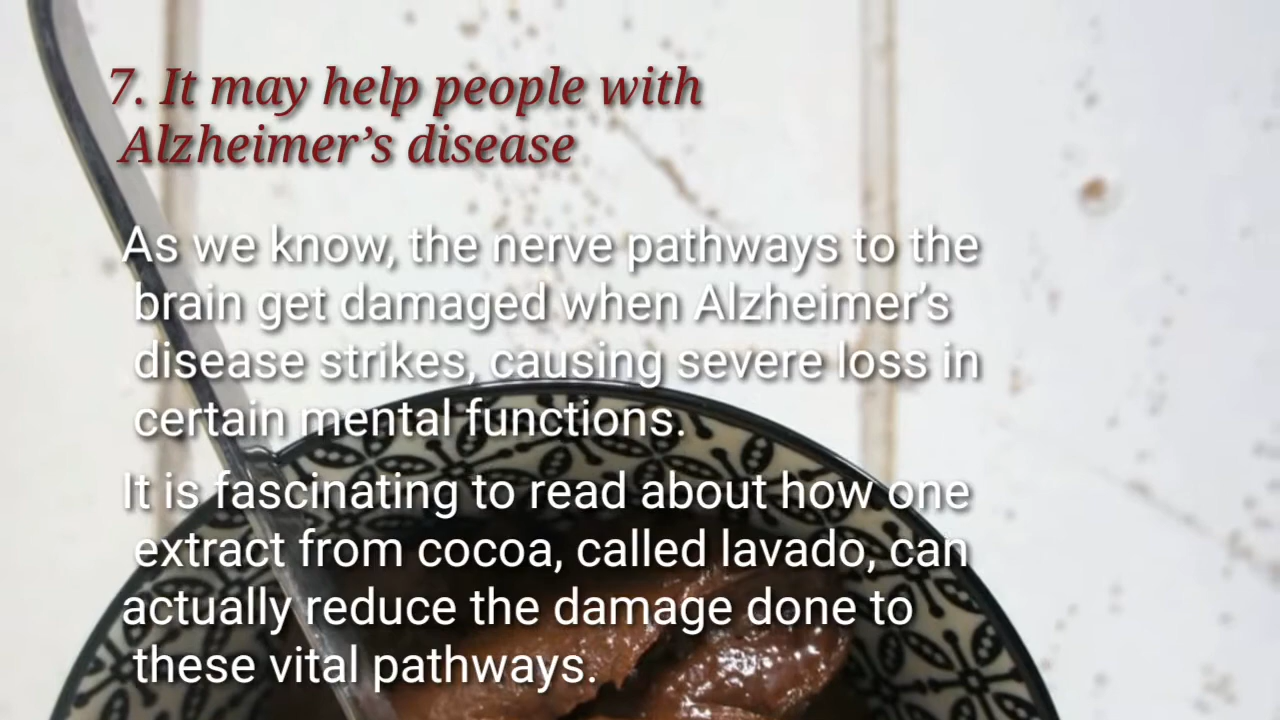 7. It may help people with
Alzheimer’s disease
As we know, the nerve pathways to the
brain get damaged when Alzheimer’s
disease strikes, causing severe loss in
certain mental functions.
It is fascinating to read about how one
extract from cocoa, called lavado, can
actually reduce the damage done to
these vital pathways.